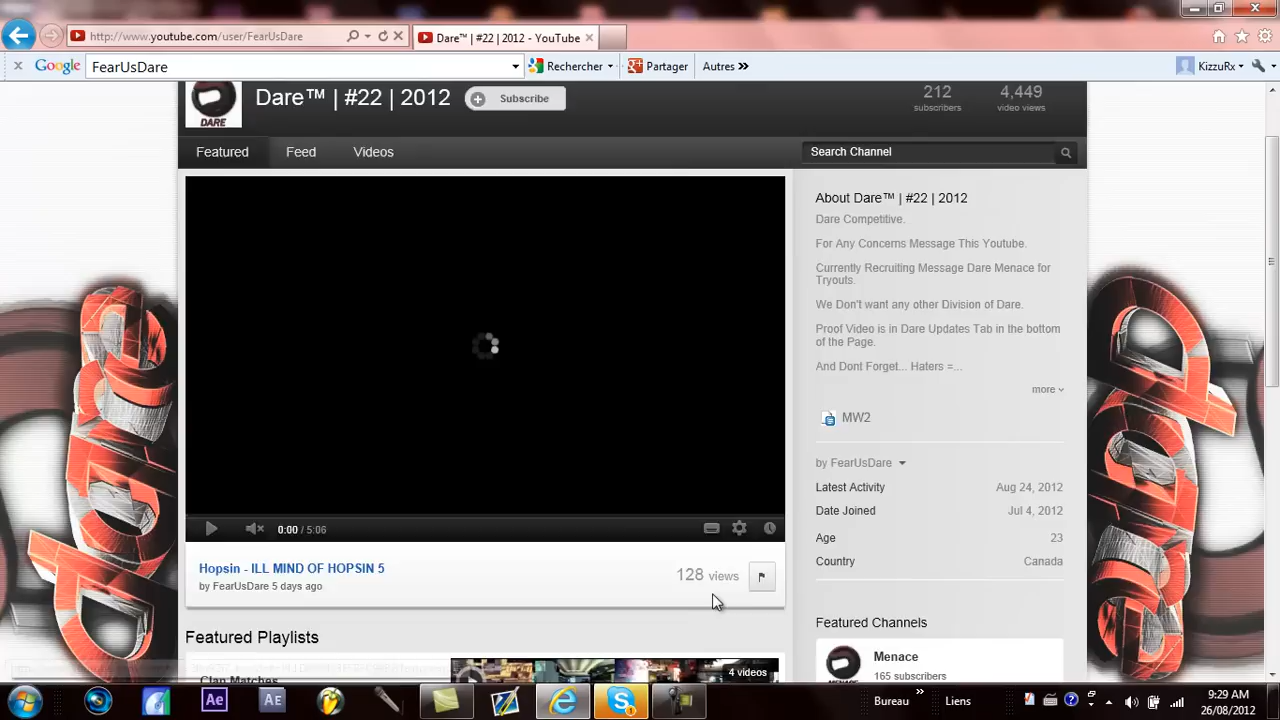 http://www.youtube.com/user/FearUsDare
Dare™ | #22 | 2012 - YouTube
Google
FearUsDare
Rechercher
Partager
Autres »
KizzuRx
DARE
Dare™ | #22 | 2012
Subscribe
212
subscribers
4,449
video views
Featured
Feed
Videos
Search Channel
About Dare™ | #22 | 2012
Dare Competitive.
For Any Concerns Message This Youtube.
Currently Recruiting Message Dare Menace for
Tryouts.
We Don't want any other Division of Dare.
Proof Video is in Dare Updates Tab in the bottom
of the Page.
And Dont Forget... Haters =...
more
MW2
by FearUsDare
Latest Activity Aug 24, 2012
Date Joined Jul 4, 2012
Age 23
Country Canada
0:00 / 5:06
Hopsin - ILL MIND OF HOPSIN 5
by FearUsDare 5 days ago
128 views
Featured Playlists
Clan Matches
4 videos
Featured Channels
Menace
165 subscribers
Ae
Ae
Bureau »
Liens
9:29 AM
26/08/2012